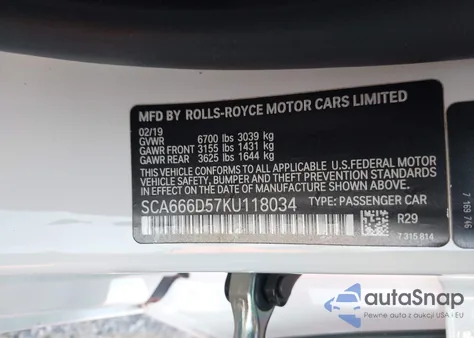 MFD BY ROLLS-ROYCE MOTOR CARS LIMITED
02/19
GVWR 6700 lbs 3039 kg
GAWR FRONT 3155 lbs 1431 kg
GAWR REAR 3625 lbs 1644 kg
THIS VEHICLE CONFORMS TO ALL APPLICABLE U.S.FEDERAL MOTOR
VEHICLE SAFETY, BUMPER AND THEFT PREVENTION STANDARDS
IN EFFECT ON THE DATE OF MANUFACTURE SHOWN ABOVE.
SCA666D57KU118034 TYPE: PASSENGER CAR
R29
7 315 814
7 169 746
autoSnap
Pewne auto z aukcji USA i EU